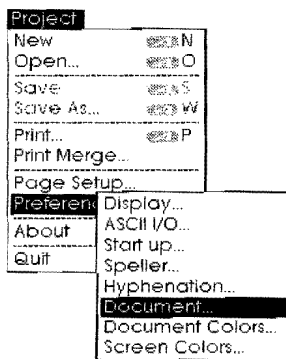 Project
New N
Open... O
Save S
Save As... W
Print... P
Print Merge...
Page Setup...
Preferen
About
Quit
Display...
ASCII I/O...
Start up...
Speller...
Hyphenation...
Document...
Document Colors...
Screen Colors...